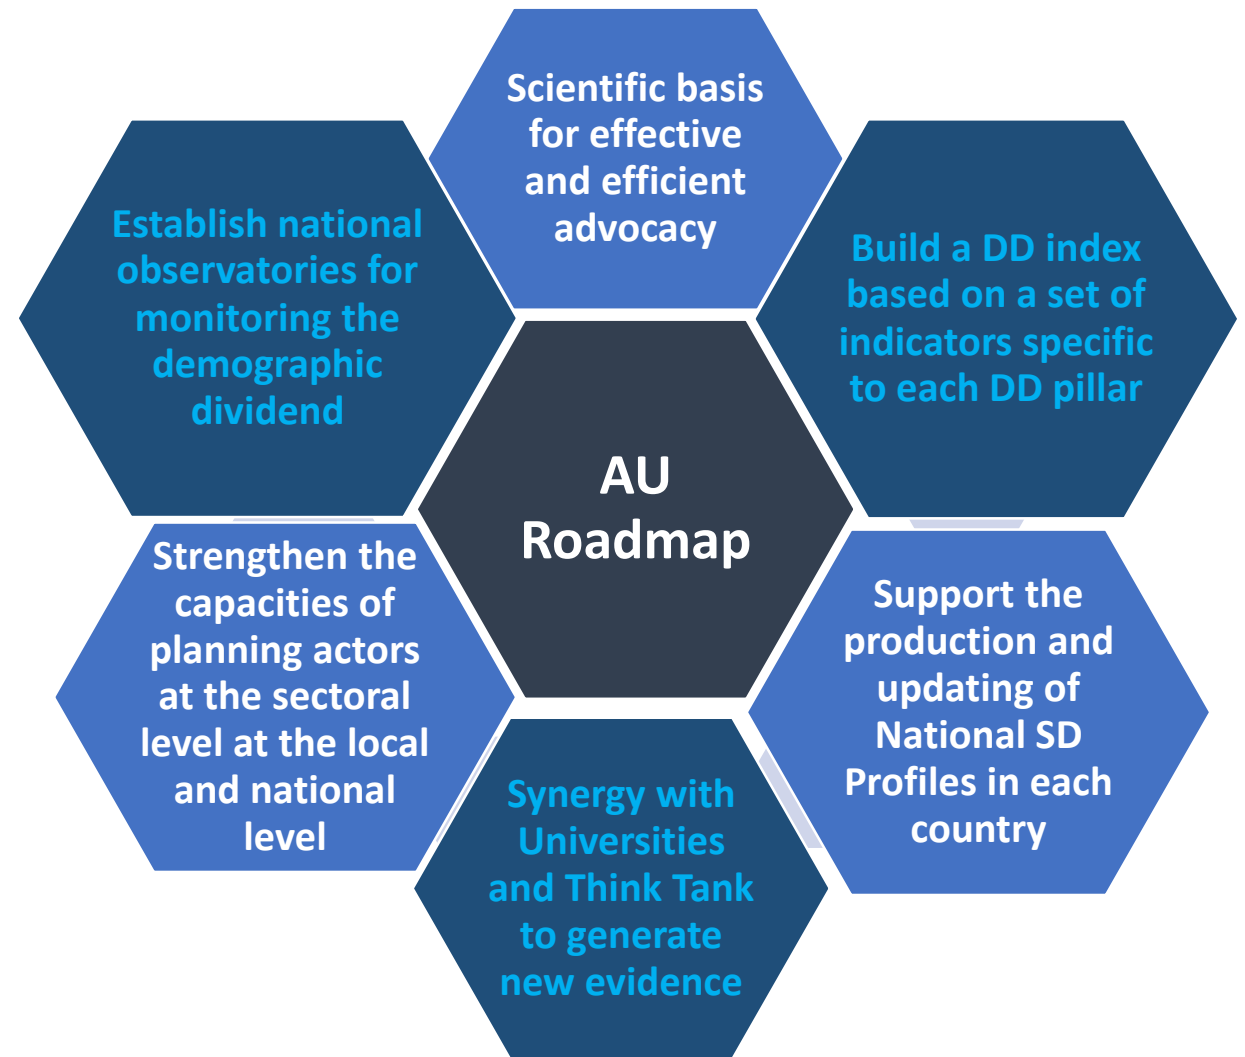 Scientific basis
for effective
and efficient
advocacy
Establish national
observatories for
monitoring the
demographic
dividend
Build a DD index
based on a set of
indicators specific
to each DD pillar
AU
Roadmap
Strengthen the
capacities of
planning actors
at the sectoral
level at the local
and national
level
Support the
production and
updating of
National SD
Profiles in each
country
Synergy with
Universities
and Think Tank
to generate
new evidence